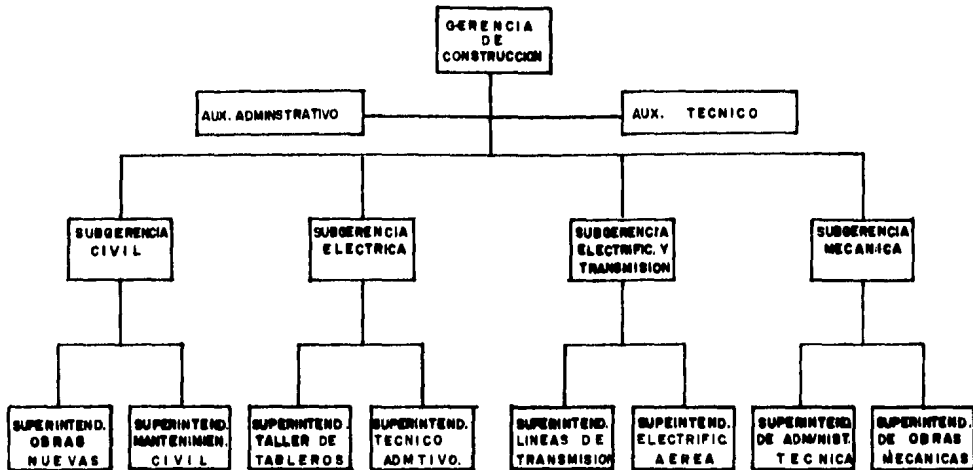 GERENCIA
DE
CONSTRUCCION
AUX. ADMINSTRATIVO
AUX. TECNICO
SUBGERENCIA
CIVIL
SUBGERENCIA
ELECTRICA
SUBGERENCIA
ELECTRIFIC. Y
TRANSMISION
SUBGERENCIA
MECANICA
SUPERINTEND.
OBRAS
NUEVAS
SUPERINTEND.
MANTENIMIEN.
CIVIL
SUPERINTEND.
TALLER DE
TABLEROS
SUPERINTEND.
TECNICO
ADMTIVO.
SUPERINTEND.
LINEAS DE
TRANSMISION
SUPEINTEND.
ELECTRIFIC.
AEREA
SUPERINTEND.
DE ADMNIST.
TECNICA
SUPERINTEND.
DE OBRAS
MECANICAS